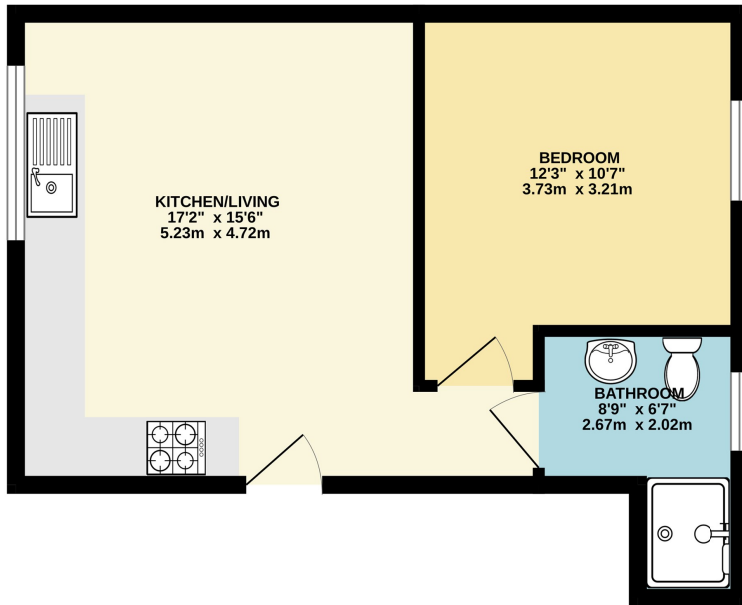 KITCHEN/LIVING
17'2" x 15'6"
5.23m x 4.72m
BEDROOM
12'3" x 10'7"
3.73m x 3.21m
BATHROOM
8'9" x 6'7"
2.67m x 2.02m